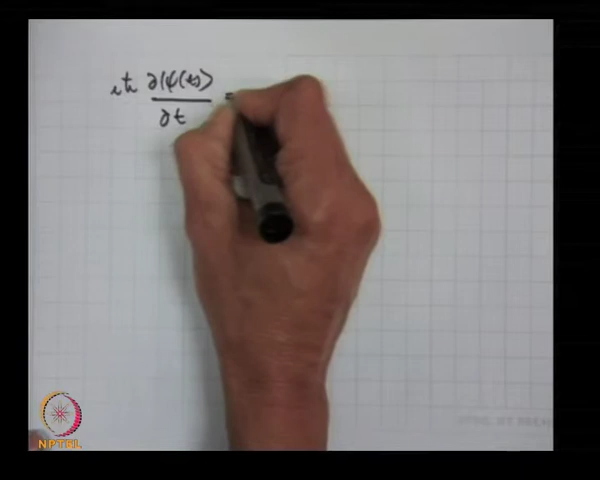 iħ ∂|ψ(t)⟩
∂t =
NPTEL